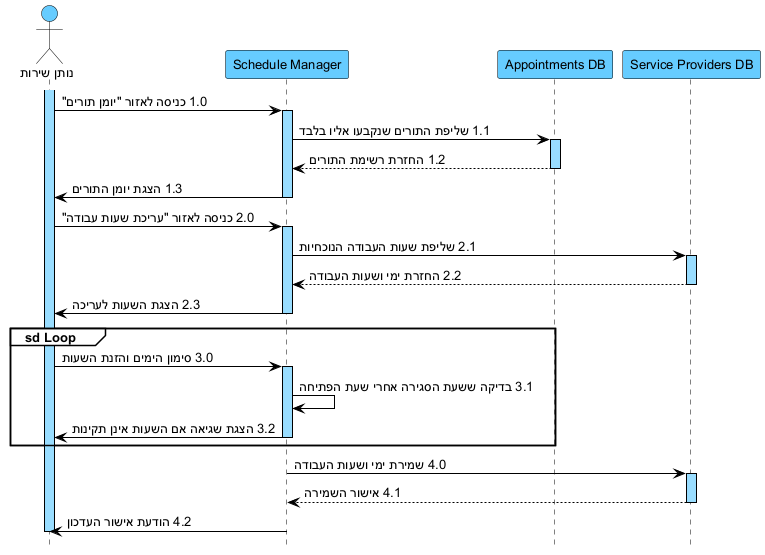 נותן שירות
Schedule Manager
Appointments DB
Service Providers DB
1.0 כניסה לאזור "יומן תורים"
1.1 שליפת התורים שנקבעו אליו בלבד
1.2 החזרת רשימת התורים
1.3 הצגת יומן התורים
2.0 כניסה לאזור "עריכת שעות עבודה"
2.1 שליפת שעות העבודה הנוכחיות
2.2 החזרת ימי ושעות העבודה
2.3 הצגת השעות לעריכה
sd Loop
3.0 סימון הימים והזנת השעות
3.1 בדיקה ששעת הסגירה אחרי שעת הפתיחה
3.2 הצגת שגיאה אם השעות אינן תקינות
4.0 שמירת ימי ושעות העבודה
4.1 אישור השמירה
4.2 הודעת אישור העדכון